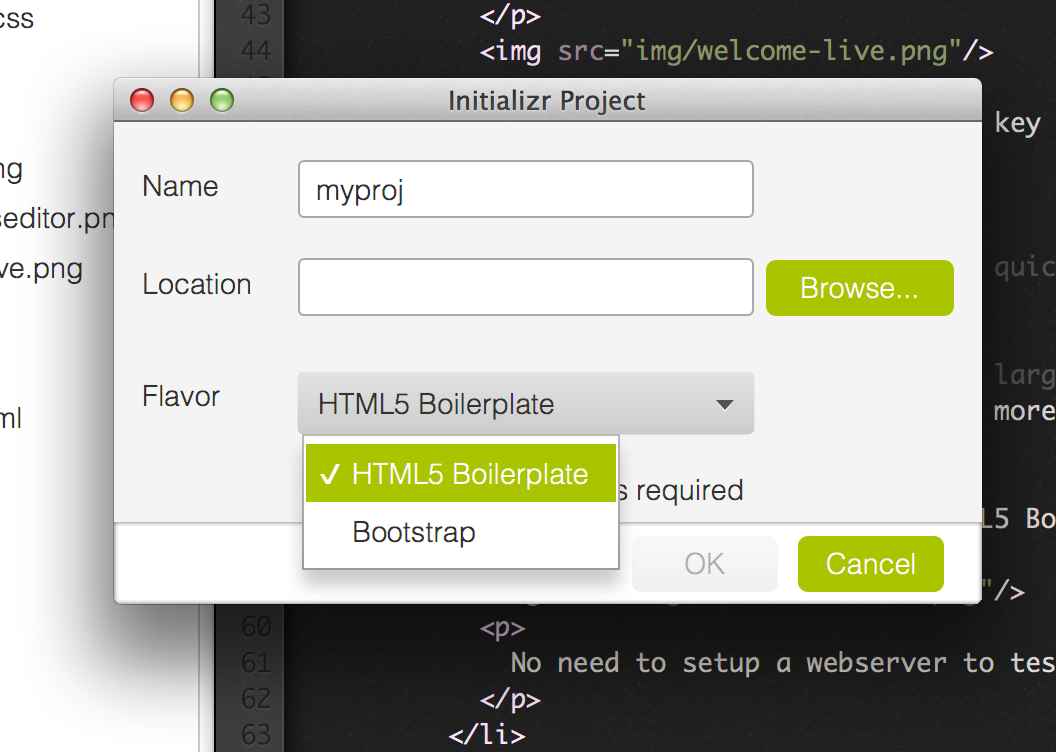 css
43 </p>
44 <img src="img/welcome-live.png"/>
Initializr Project
key
Name
myproj
Location
Browse...
quic
Flavor
HTML5 Boilerplate
larg
more
✓ HTML5 Boilerplate
required
Bootstrap
L5 Bo
OK
Cancel
"/>
60 <p>
61 No need to setup a webserver to tes
62 </p>
63 </li>
ng
seditor.pn
ve.png
ml